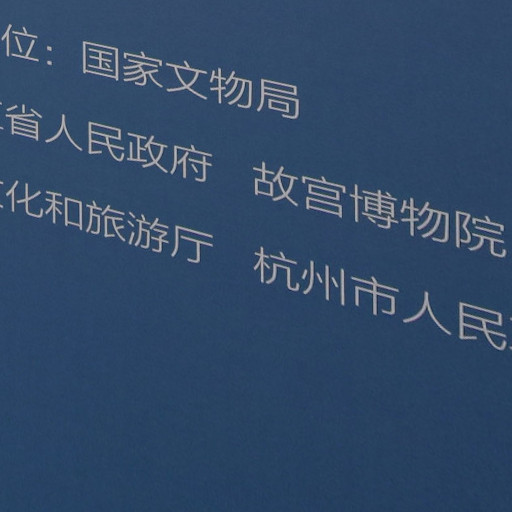 位：国家文物局
省人民政府 故宫博物院
化和旅游厅 杭州市人民